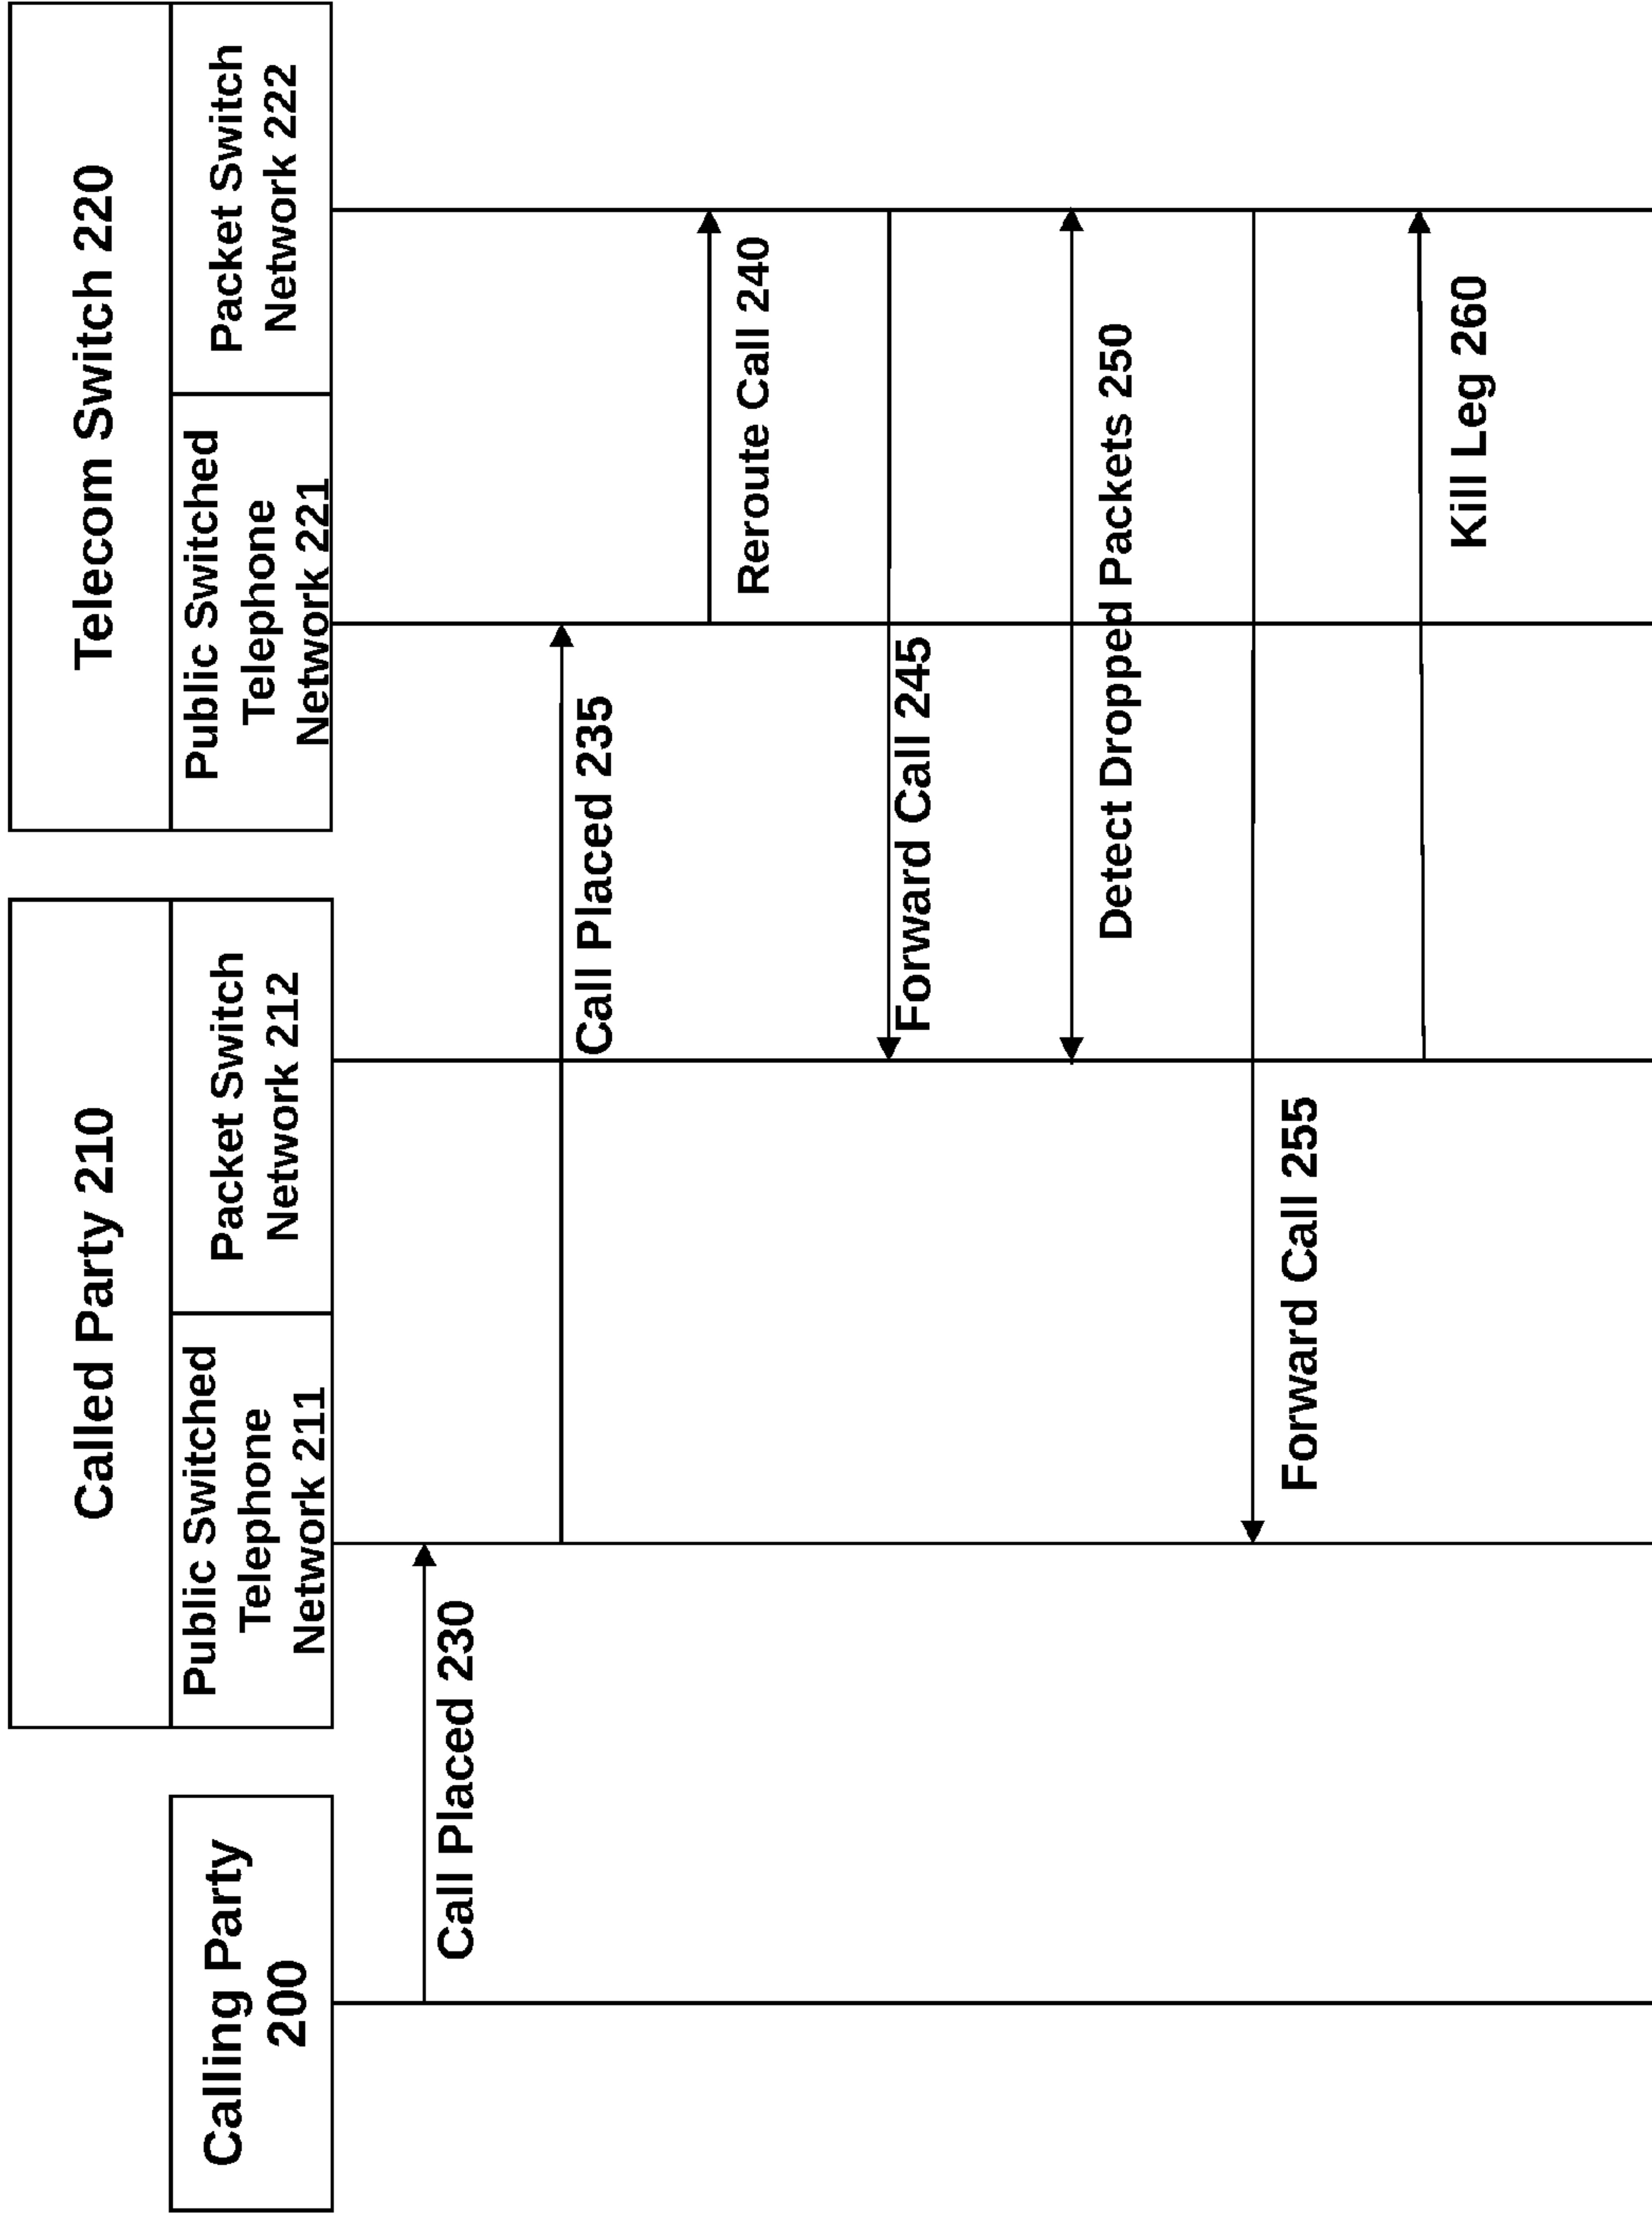 Calling Party
200
Called Party 210
Public Switched
Telephone
Network 211
Packet Switch
Network 212
Telecom Switch 220
Public Switched
Telephone
Network 221
Packet Switch
Network 222
Call Placed 230
Call Placed 235
Reroute Call 240
Forward Call 245
Detect Dropped Packets 250
Forward Call 255
Kill Leg 260